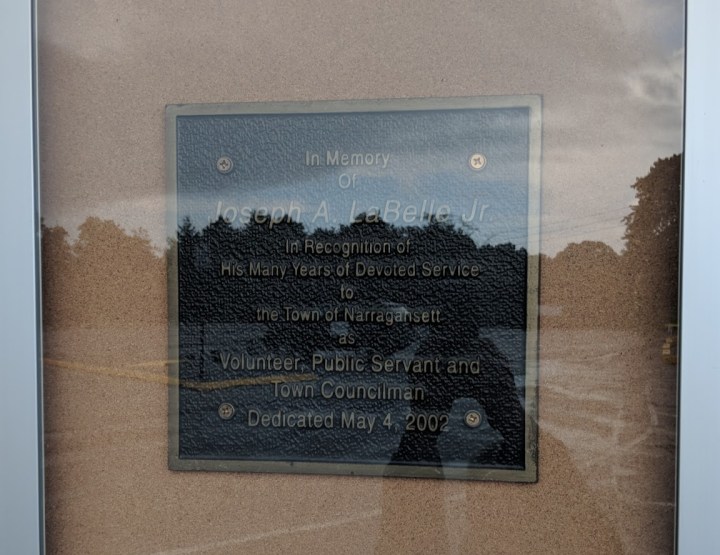 In Memory
Of
Joseph A. LaBelle Jr.
In Recognition of
His Many Years of Devoted Service
to
the Town of Narragansett
as
Volunteer, Public Servant and
Town Councilman
Dedicated May 4, 2002